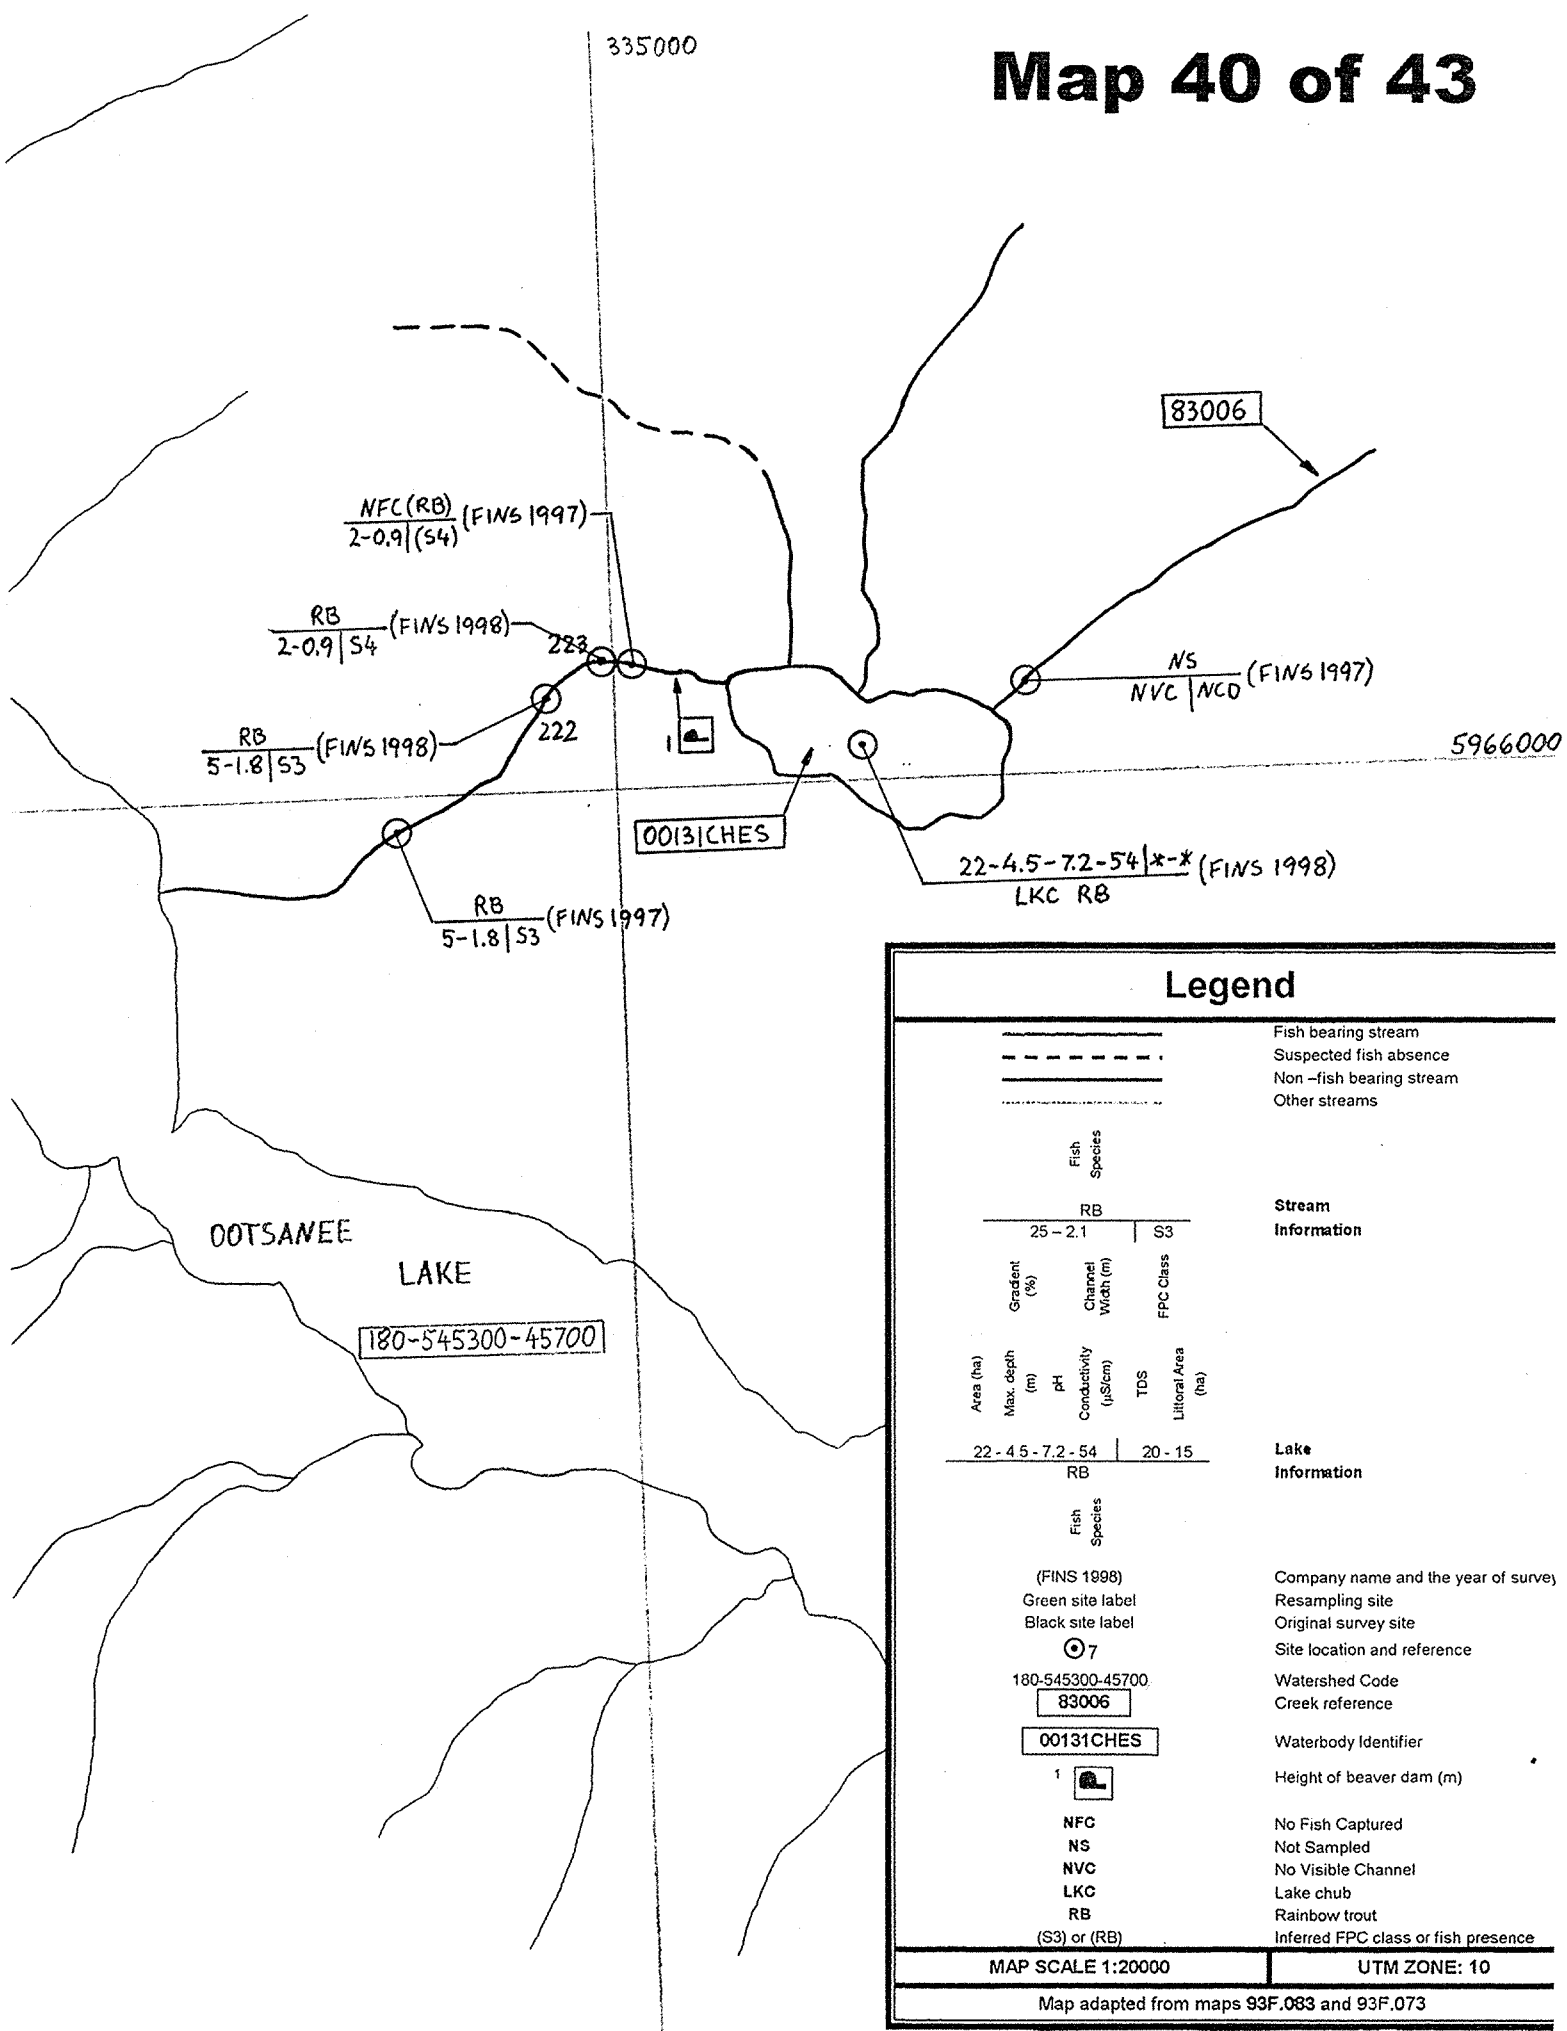 335000
Map 40 of 43
83006
NFC (RB)
2-0.9|(S4) (FINS 1997)
RB
2-0.9|S4 (FINS 1998)
223
NS
NVC | NCD (FINS 1997)
RB
5-1.8|S3 (FINS 1998)
222
1
5966000
00131CHES
22-4.5-7.2-54|*-* (FINS 1998)
LKC RB
RB
5-1.8|S3 (FINS 1997)
OOTSANEE
LAKE
180-545300-45700
Legend
Fish bearing stream
Suspected fish absence
Non –fish bearing stream
Other streams
Fish
Species
RB
25 – 2.1 | S3
Stream
Information
Gradient
(%)
Channel
Width (m)
FPC Class
Area (ha)
Max. depth
(m)
pH
Conductivity
(µS/cm)
TDS
Littoral Area
(ha)
22 - 4.5 - 7.2 - 54 | 20 - 15
RB
Lake
Information
Fish
Species
(FINS 1998) Company name and the year of survey
Green site label Resampling site
Black site label Original survey site
7 Site location and reference
180-545300-45700 Watershed Code
83006 Creek reference
00131CHES Waterbody Identifier
1 Height of beaver dam (m)
NFC No Fish Captured
NS Not Sampled
NVC No Visible Channel
LKC Lake chub
RB Rainbow trout
(S3) or (RB) Inferred FPC class or fish presence
MAP SCALE 1:20000 UTM ZONE: 10
Map adapted from maps 93F.083 and 93F.073